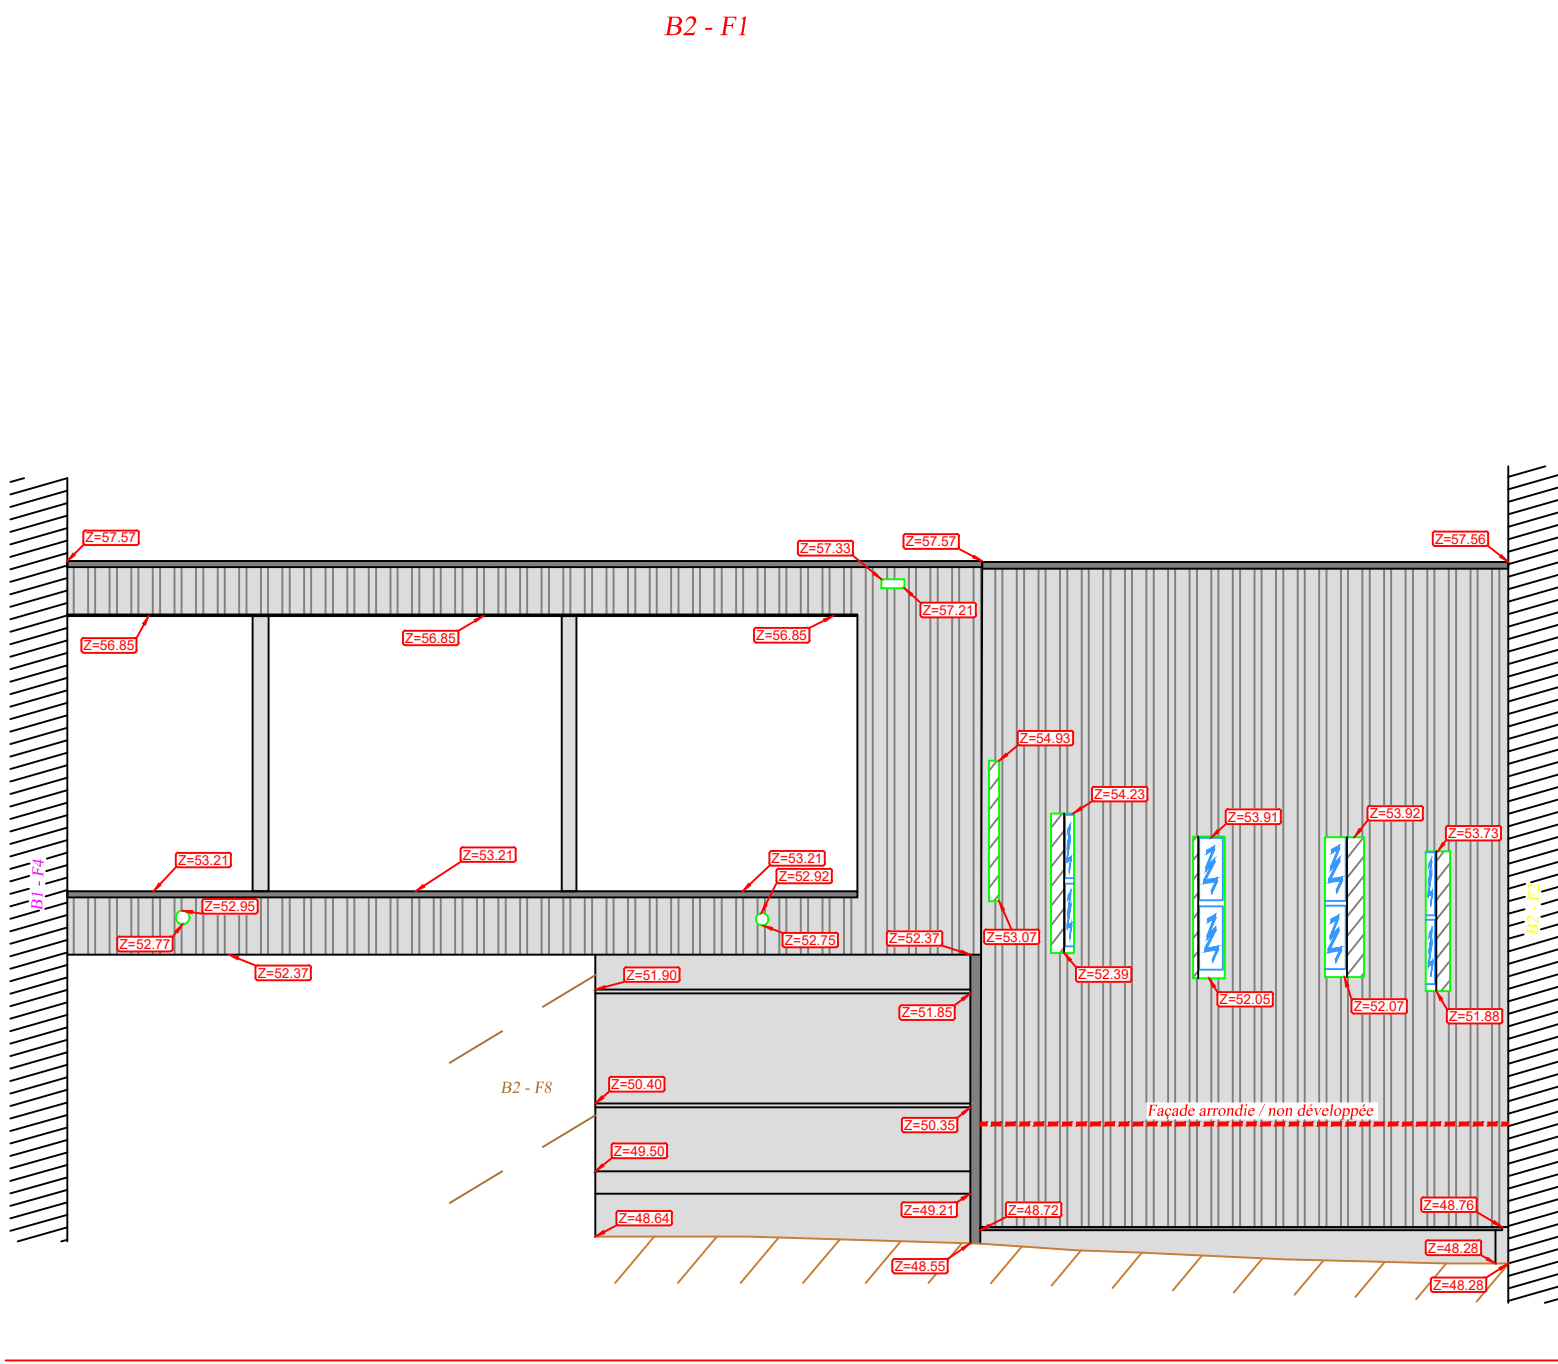 B2 - F1
Z=57.57
Z=57.33
Z=57.57
Z=57.56
Z=57.21
Z=56.85
Z=56.85
Z=56.85
Z=54.93
Z=54.23
Z=53.91
Z=53.92
Z=53.73
Z=53.21
Z=53.21
Z=53.21
Z=52.92
B1 - F4
Z=52.95
B2 - F2
Z=52.77
Z=52.75
Z=52.37
Z=53.07
Z=52.37
Z=51.90
Z=52.39
Z=52.05
Z=52.07
Z=51.85
Z=51.88
Z=50.40
B2 - F8
Façade arrondie / non développée
Z=50.35
Z=49.50
Z=49.21
Z=48.72
Z=48.76
Z=48.64
Z=48.28
Z=48.55
Z=48.28